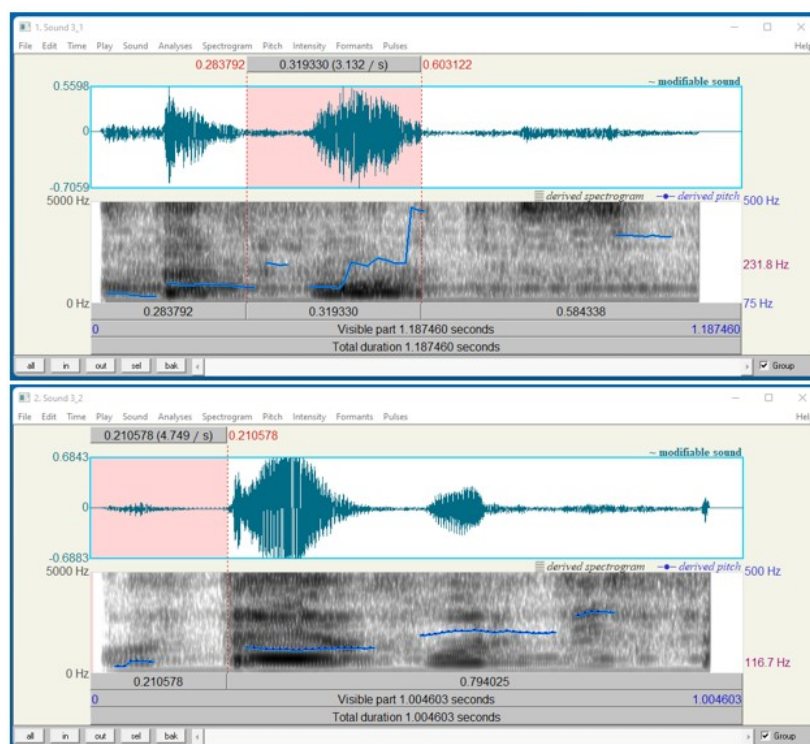 1. Sound 3_1
File Edit Time Play Sound Analyses Spectrogram Pitch Intensity Formants Pulses Help
0.283792 0.319330 (3.132 / s) 0.603122
0.5598 ~ modifiable sound
0
-0.7059
5000 Hz derived spectrogram derived pitch 500 Hz
231.8 Hz
0 Hz 75 Hz
0.283792 0.319330 0.584338
0 Visible part 1.187460 seconds 1.187460
Total duration 1.187460 seconds
all in out sel bak Group
2. Sound 3_2
File Edit Time Play Sound Analyses Spectrogram Pitch Intensity Formants Pulses Help
0.210578 (4.749 / s) 0.210578
0.6843 ~ modifiable sound
0
-0.6883
5000 Hz derived spectrogram derived pitch 500 Hz
116.7 Hz
0 Hz
0.210578 0.794025
0 Visible part 1.004603 seconds 1.004603
Total duration 1.004603 seconds
all in out sel bak Group